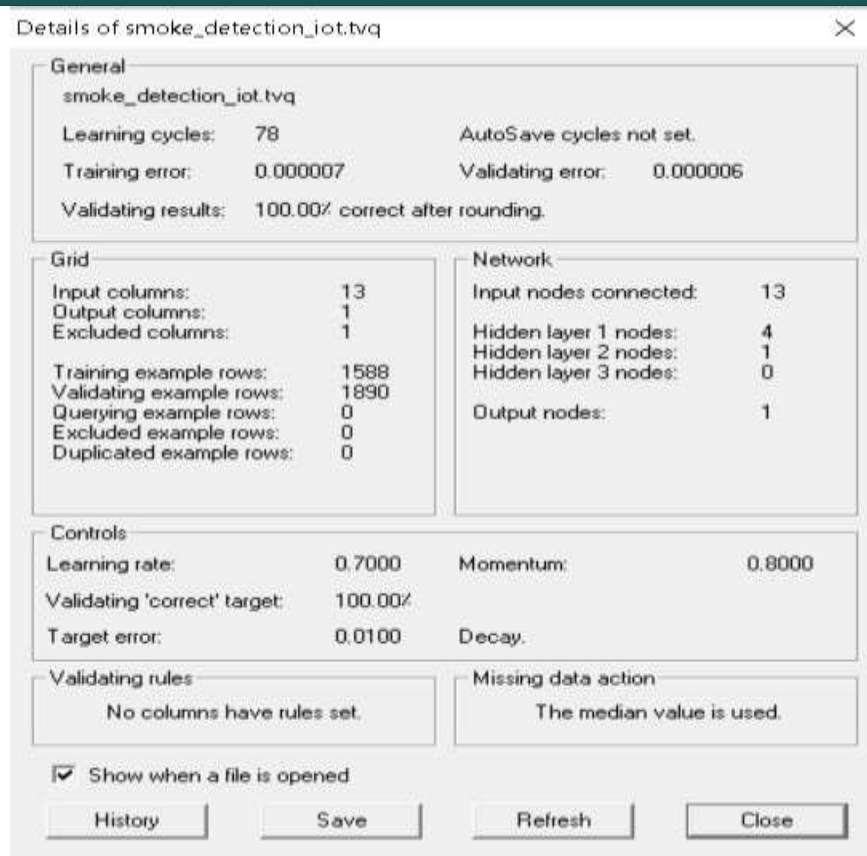 Details of smoke_detection_iot.tvq
General
smoke_detection_iot.tvq
Learning cycles: 78 AutoSave cycles not set.
Training error: 0.000007 Validating error: 0.000006
Validating results: 100.00% correct after rounding.
Grid
Input columns: 13
Output columns: 1
Excluded columns: 1
Training example rows: 1588
Validating example rows: 1890
Querying example rows: 0
Excluded example rows: 0
Duplicated example rows: 0
Network
Input nodes connected: 13
Hidden layer 1 nodes: 4
Hidden layer 2 nodes: 1
Hidden layer 3 nodes: 0
Output nodes: 1
Controls
Learning rate: 0.7000 Momentum: 0.8000
Validating 'correct' target: 100.00%
Target error: 0.0100 Decay.
Validating rules
No columns have rules set.
Missing data action
The median value is used.
Show when a file is opened
History Save Refresh Close